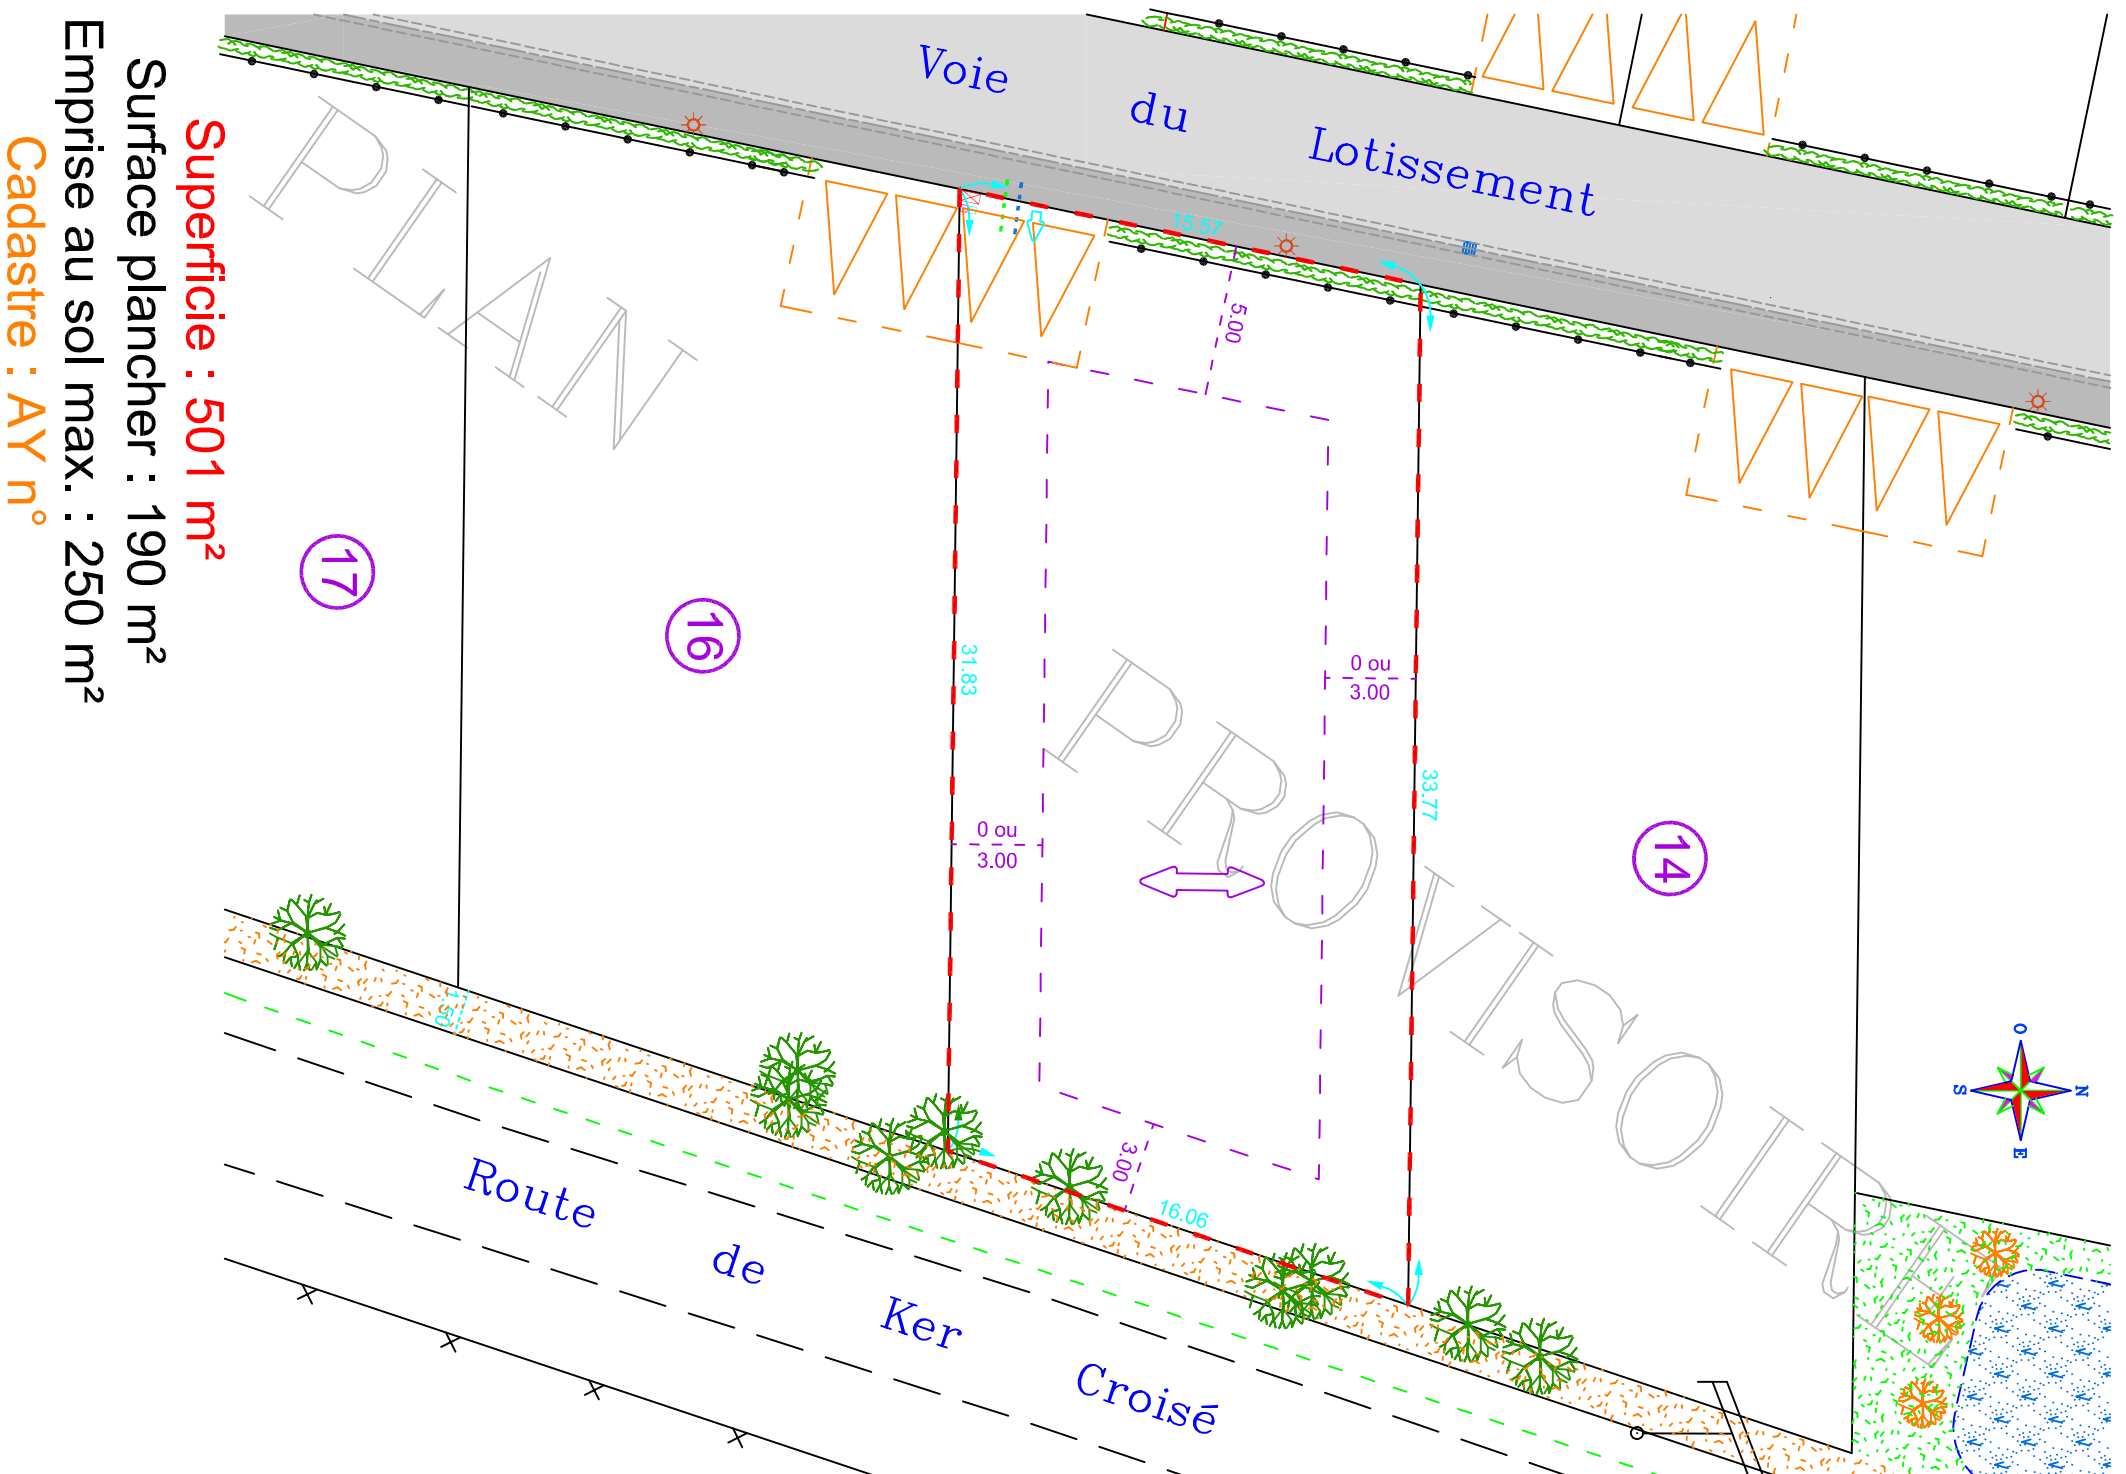 Superficie : 501 m²
Surface plancher : 190 m²
Emprise au sol max. : 250 m²
Cadastre : AY n°
Voie du Lotissement
15.57
5.00
PLAN PROVISOIRE
17
16
14
31.83
33.77
0 ou
3.00
0 ou
3.00
O
N
S
E
1.50
3.00
16.06
Route de Ker Croisé